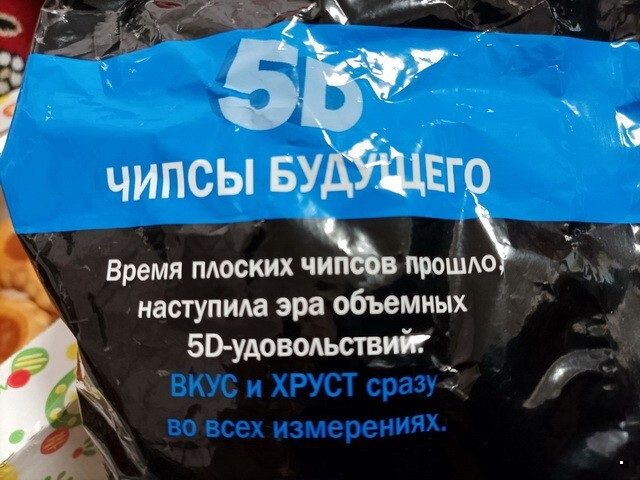 5D
ЧИПСЫ БУДУЩЕГО
Время плоских чипсов прошло,
наступила эра объемных
5D-удовольствий:
ВКУС и ХРУСТ сразу
во всех измерениях.